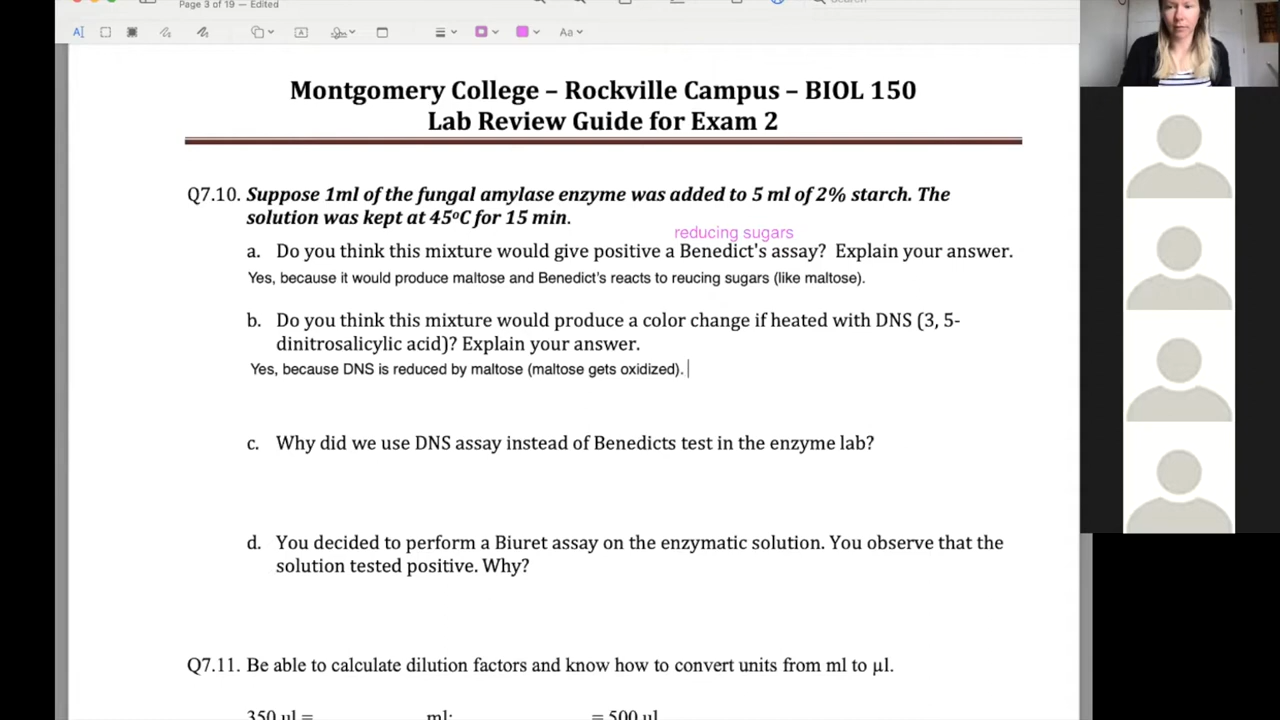 Page 3 of 19 — Edited
Search
Aa
Montgomery College – Rockville Campus – BIOL 150
Lab Review Guide for Exam 2
Q7.10. Suppose 1ml of the fungal amylase enzyme was added to 5 ml of 2% starch. The
solution was kept at 45ºC for 15 min.
reducing sugars
a. Do you think this mixture would give positive a Benedict's assay? Explain your answer.
Yes, because it would produce maltose and Benedict's reacts to reucing sugars (like maltose).
b. Do you think this mixture would produce a color change if heated with DNS (3, 5-
dinitrosalicylic acid)? Explain your answer.
Yes, because DNS is reduced by maltose (maltose gets oxidized).
c. Why did we use DNS assay instead of Benedicts test in the enzyme lab?
d. You decided to perform a Biuret assay on the enzymatic solution. You observe that the
solution tested positive. Why?
Q7.11. Be able to calculate dilution factors and know how to convert units from ml to µl.
350 µl = ml; = 500 µl